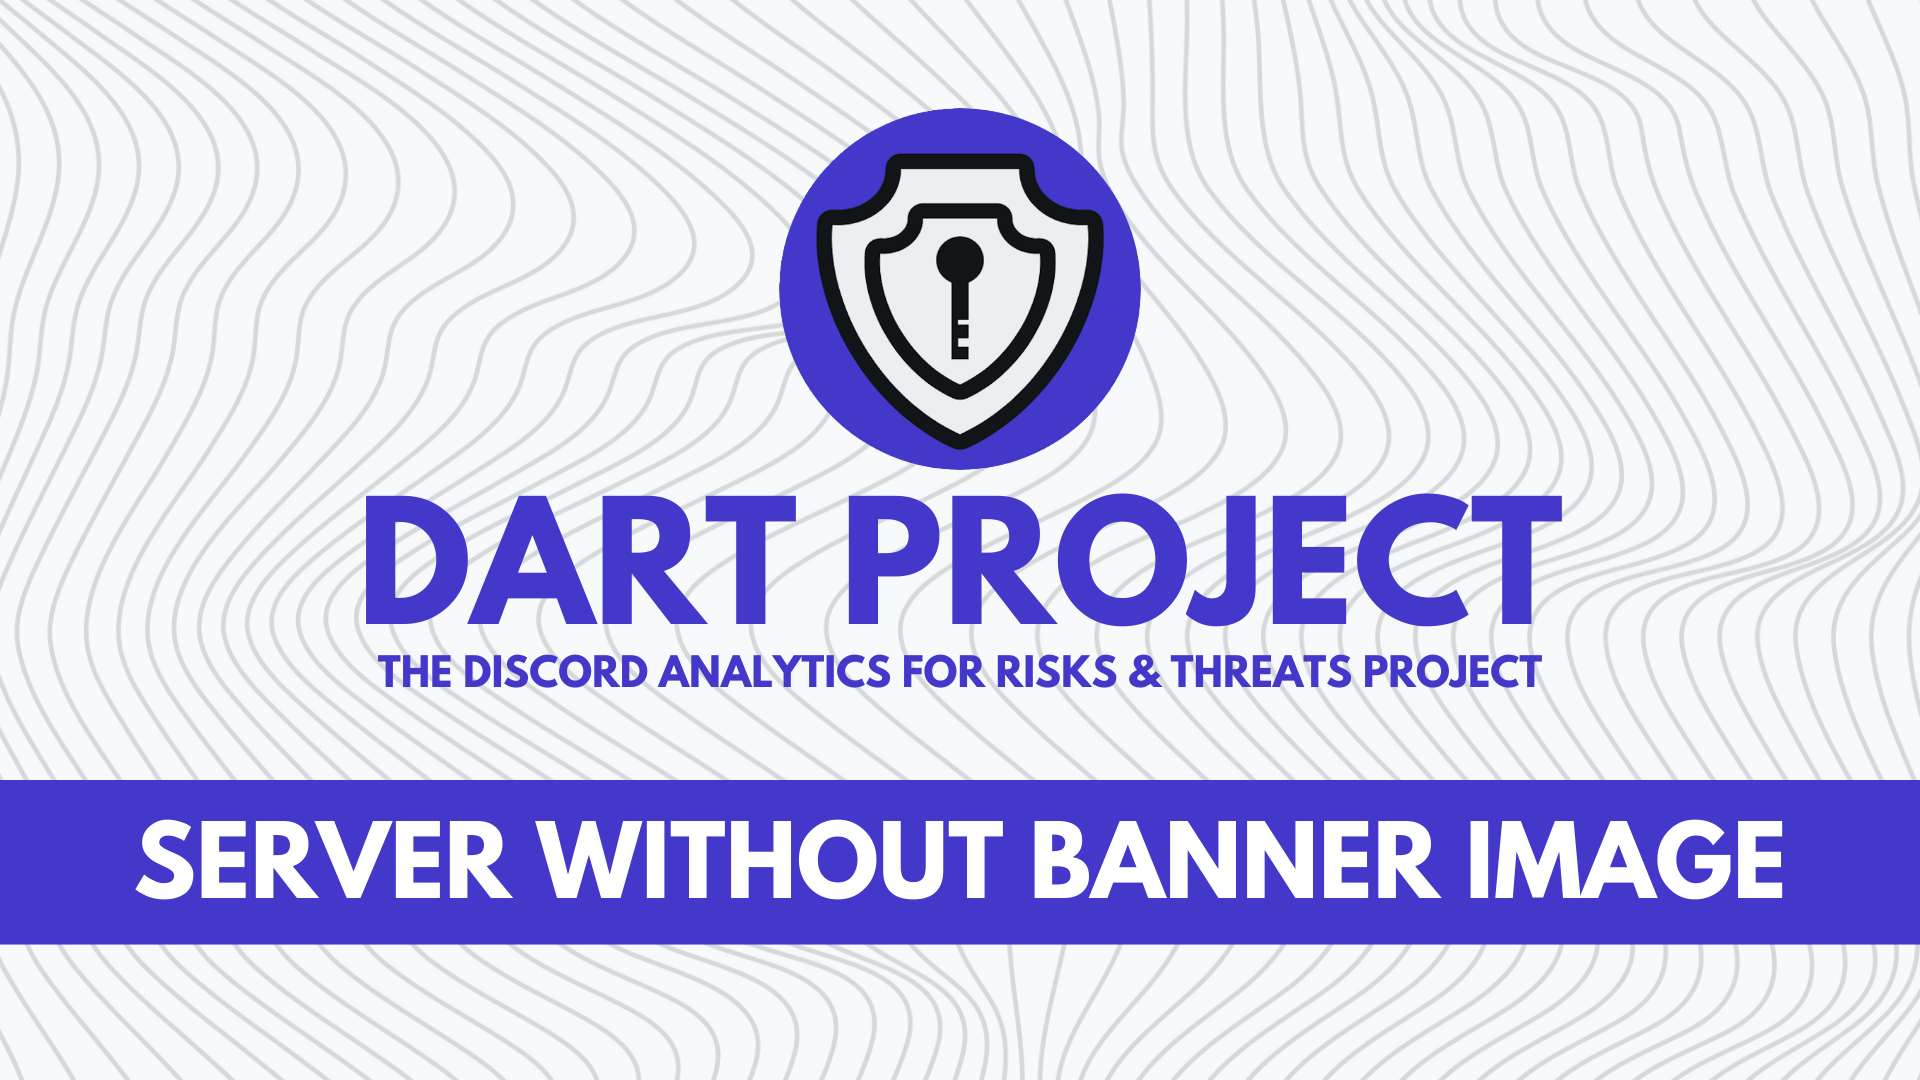 DART PROJECT
THE DISCORD ANALYTICS FOR RISKS & THREATS PROJECT
SERVER WITHOUT BANNER IMAGE